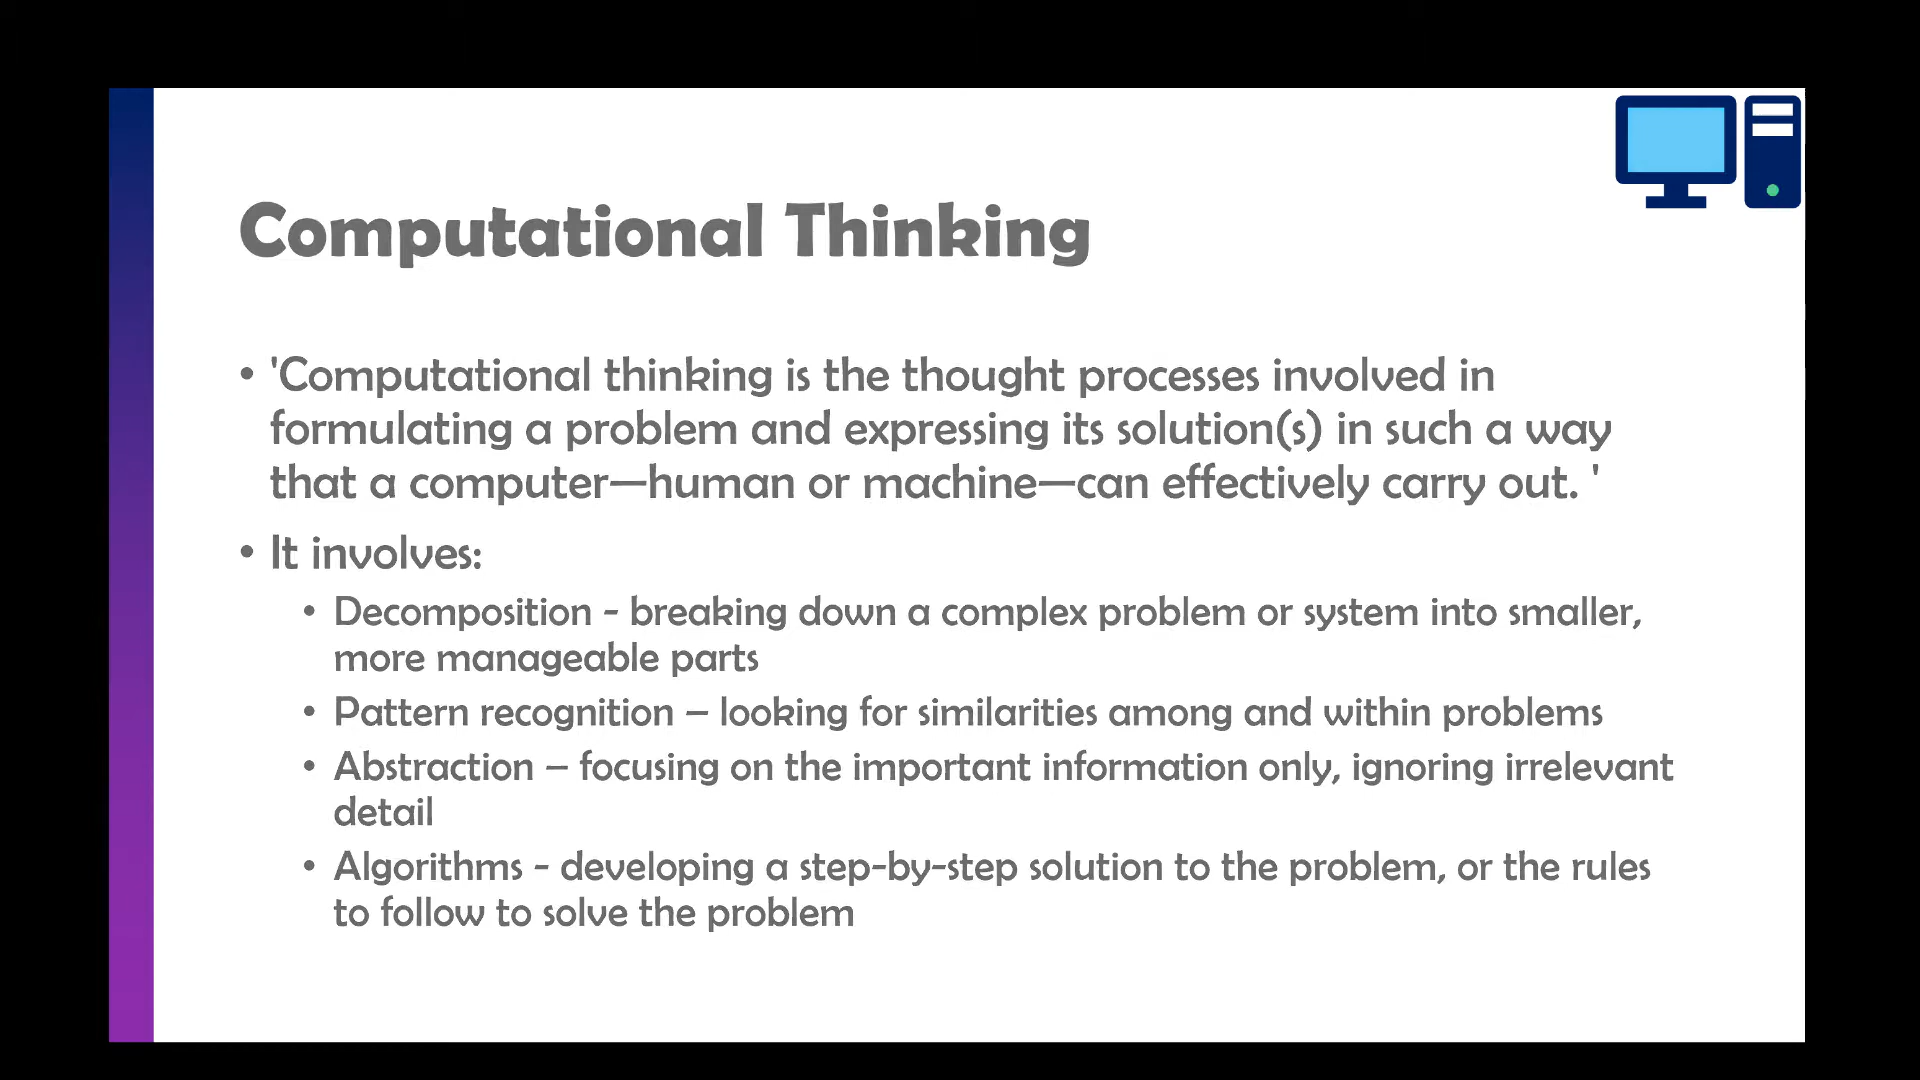 Computational Thinking
• 'Computational thinking is the thought processes involved in
formulating a problem and expressing its solution(s) in such a way
that a computer—human or machine—can effectively carry out. '
• It involves:
• Decomposition - breaking down a complex problem or system into smaller,
more manageable parts
• Pattern recognition – looking for similarities among and within problems
• Abstraction – focusing on the important information only, ignoring irrelevant
detail
• Algorithms - developing a step-by-step solution to the problem, or the rules
to follow to solve the problem